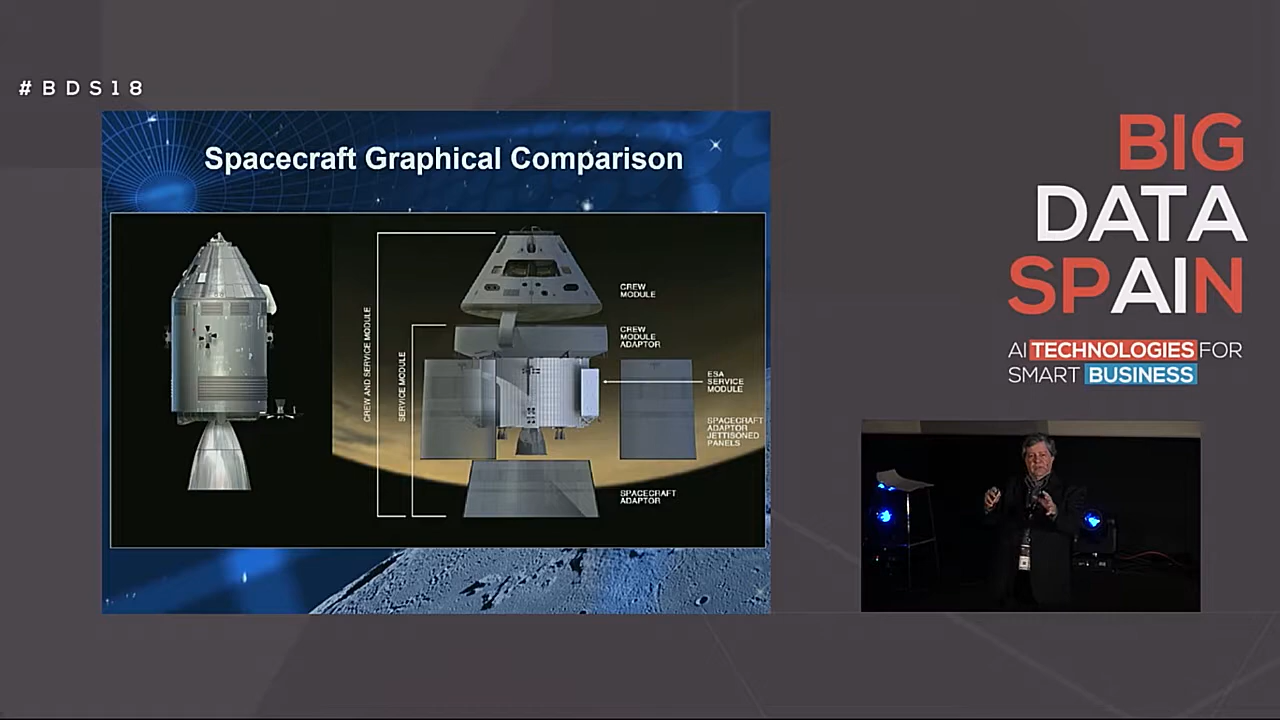 #BDS18
Spacecraft Graphical Comparison
CREW AND SERVICE MODULE
SERVICE MODULE
CREW
MODULE
CREW
MODULE
ADAPTOR
ESA
SERVICE
MODULE
SPACECRAFT
ADAPTOR
JETTISONED
PANELS
SPACECRAFT
ADAPTOR
BIG
DATA
SPAIN
AI TECHNOLOGIES FOR
SMART BUSINESS